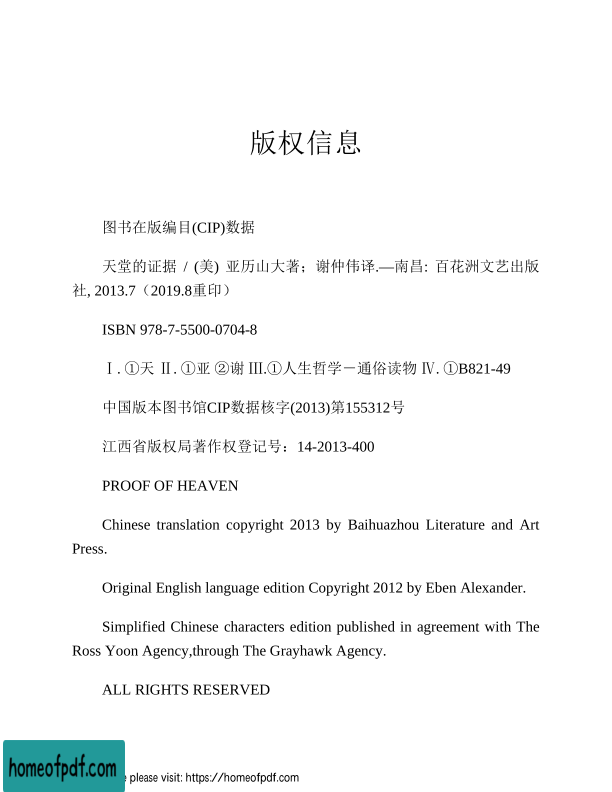 版权信息
图书在版编目(CIP)数据
天堂的证据 / (美) 亚历山大著；谢仲伟译.—南昌: 百花洲文艺出版
社, 2013.7（2019.8重印）
ISBN 978-7-5500-0704-8
Ⅰ. ①天 Ⅱ. ①亚 ②谢 Ⅲ.①人生哲学－通俗读物 Ⅳ. ①B821-49
中国版本图书馆CIP数据核字(2013)第155312号
江西省版权局著作权登记号：14-2013-400
PROOF OF HEAVEN
Chinese translation copyright 2013 by Baihuazhou Literature and Art
Press.
Original English language edition Copyright 2012 by Eben Alexander.
Simplified Chinese characters edition published in agreement with The
Ross Yoon Agency,through The Grayhawk Agency.
ALL RIGHTS RESERVED
homeofpdf.com
please visit: https://homeofpdf.com